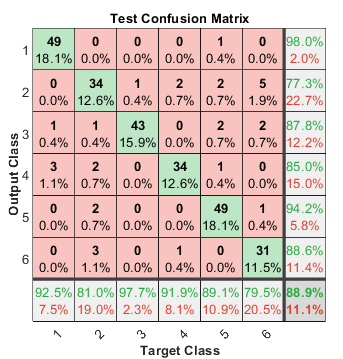 Test Confusion Matrix
1 49 0 0 0 1 0 98.0%
18.1% 0.0% 0.0% 0.0% 0.4% 0.0% 2.0%
2 0 34 1 2 2 5 77.3%
0.0% 12.6% 0.4% 0.7% 0.7% 1.9% 22.7%
3 1 1 43 0 2 2 87.8%
0.4% 0.4% 15.9% 0.0% 0.7% 0.7% 12.2%
4 3 2 0 34 1 0 85.0%
1.1% 0.7% 0.0% 12.6% 0.4% 0.0% 15.0%
5 0 2 0 0 49 1 94.2%
0.0% 0.7% 0.0% 0.0% 18.1% 0.4% 5.8%
6 0 3 0 1 0 31 88.6%
0.0% 1.1% 0.0% 0.4% 0.0% 11.5% 11.4%
92.5% 81.0% 97.7% 91.9% 89.1% 79.5% 88.9%
7.5% 19.0% 2.3% 8.1% 10.9% 20.5% 11.1%
1 2 3 4 5 6
Target Class
Output Class